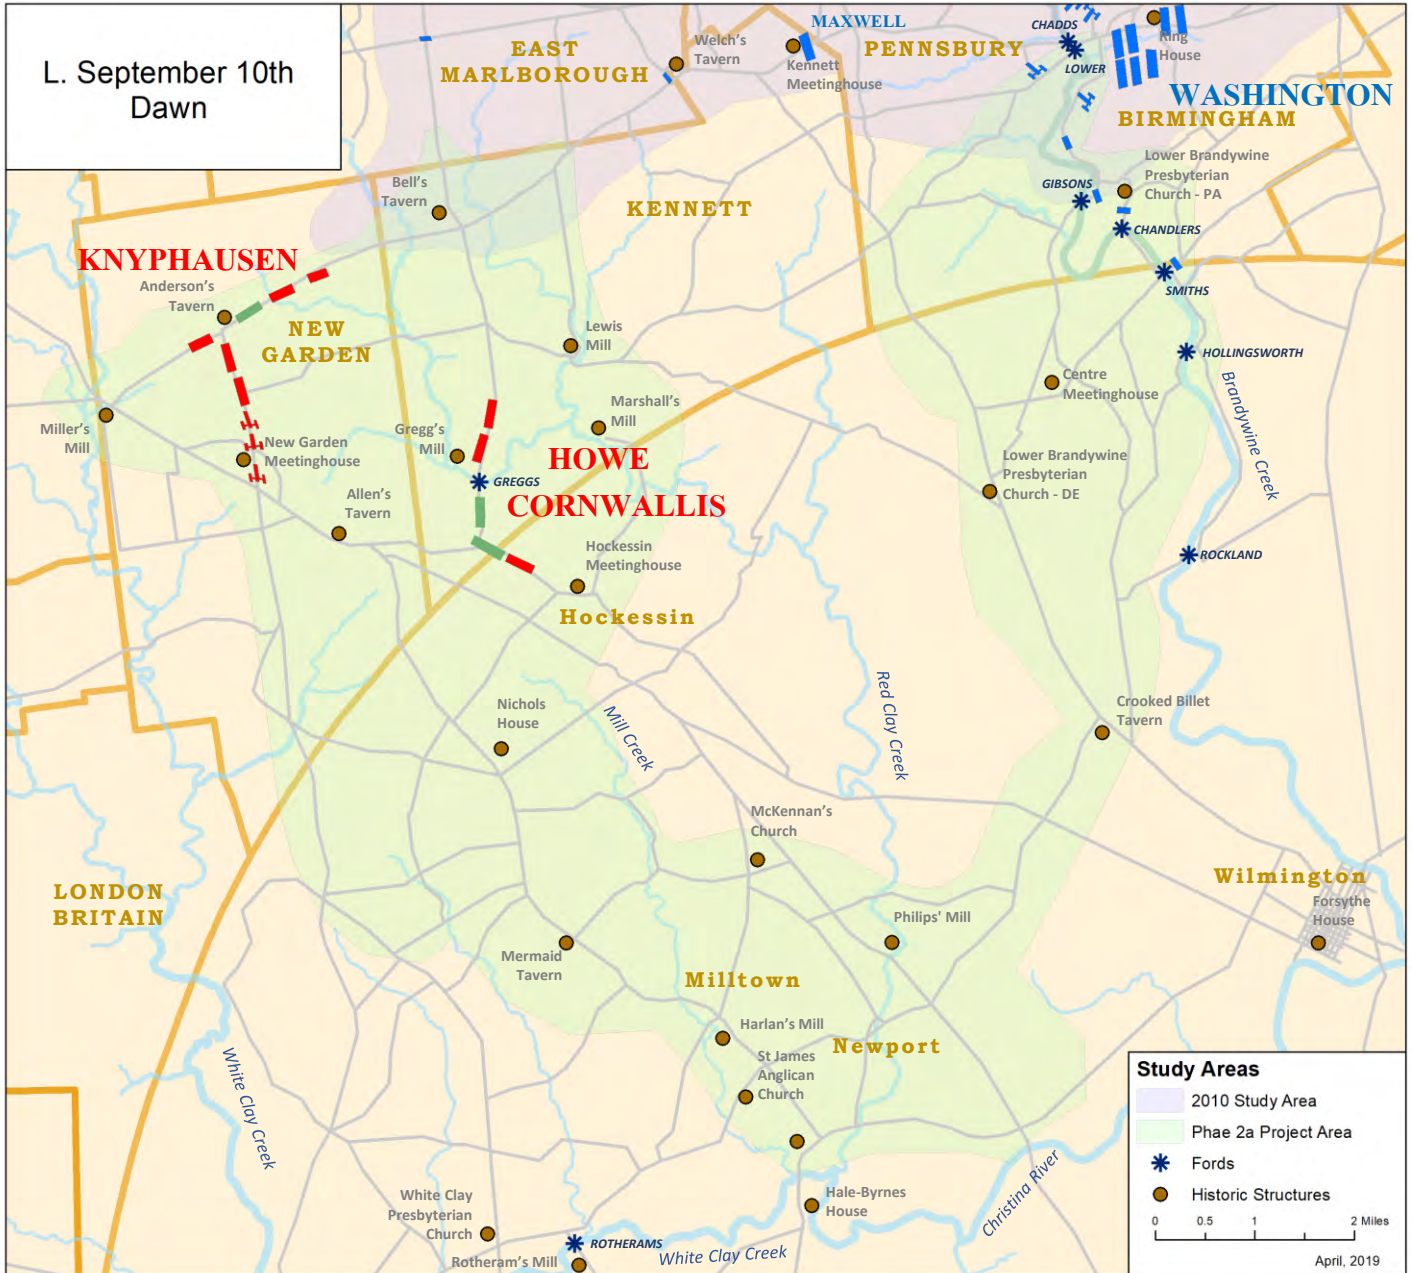 L. September 10th
Dawn
EAST
MARLBOROUGH
Welch's
Tavern
MAXWELL
Kennett
Meetinghouse
PENNSBURY
CHADDS
LOWER
Ring
House
WASHINGTON
BIRMINGHAM
Bell's
Tavern
KENNETT
Lower Brandywine
Presbyterian
Church - PA
GIBSONS
CHANDLERS
SMITHS
KNYPHAUSEN
Anderson's
Tavern
NEW
GARDEN
Lewis
Mill
HOLLINGSWORTH
Centre
Meetinghouse
Brandywine Creek
Miller's
Mill
New Garden
Meetinghouse
Gregg's
Mill
Marshall's
Mill
HOWE
CORNWALLIS
GREGGS
Allen's
Tavern
Lower Brandywine
Presbyterian
Church - DE
ROCKLAND
Hockessin
Meetinghouse
Hockessin
Nichols
House
Mill Creek
Red Clay Creek
Crooked Billet
Tavern
McKennan's
Church
LONDON
BRITAIN
Wilmington
Forsythe
House
Philips' Mill
Mermaid
Tavern
Milltown
Harlan's Mill
Newport
St James
Anglican
Church
White Clay Creek
Christina River
White Clay
Presbyterian
Church
Hale-Byrnes
House
ROTHERAMS
Rotheram's Mill
White Clay Creek
Study Areas
2010 Study Area
Phae 2a Project Area
Fords
Historic Structures
0 0.5 1 2 Miles
April, 2019